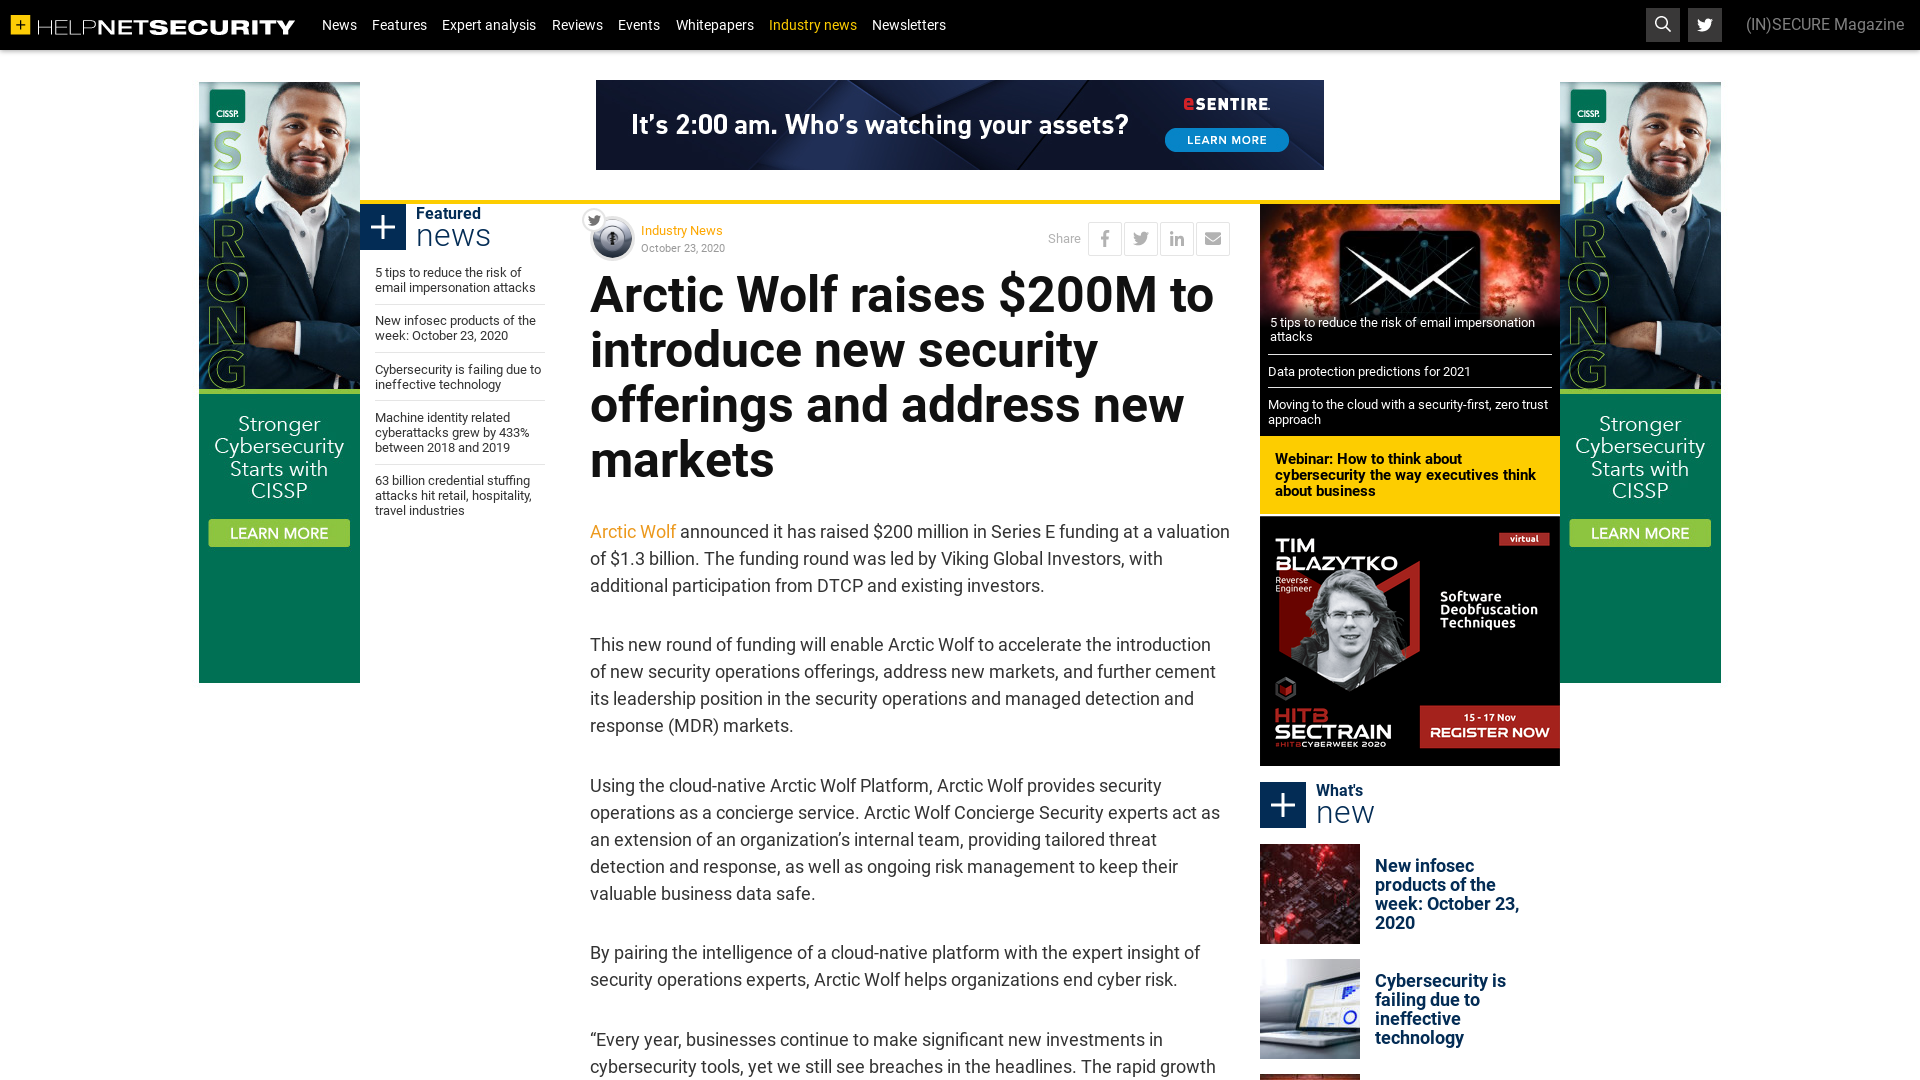 HELPNETSECURITY
News Features Expert analysis Reviews Events Whitepapers Industry news Newsletters
(IN)SECURE Magazine
CISSP.
STRONG
Stronger
Cybersecurity
Starts with
CISSP
LEARN MORE
It’s 2:00 am. Who’s watching your assets?
eSENTIRE
LEARN MORE
Featured
news
5 tips to reduce the risk of
email impersonation attacks
New infosec products of the
week: October 23, 2020
Cybersecurity is failing due to
ineffective technology
Machine identity related
cyberattacks grew by 433%
between 2018 and 2019
63 billion credential stuffing
attacks hit retail, hospitality,
travel industries
Industry News
October 23, 2020
Share
Arctic Wolf raises $200M to
introduce new security
offerings and address new
markets
Arctic Wolf announced it has raised $200 million in Series E funding at a valuation
of $1.3 billion. The funding round was led by Viking Global Investors, with
additional participation from DTCP and existing investors.
This new round of funding will enable Arctic Wolf to accelerate the introduction
of new security operations offerings, address new markets, and further cement
its leadership position in the security operations and managed detection and
response (MDR) markets.
Using the cloud-native Arctic Wolf Platform, Arctic Wolf provides security
operations as a concierge service. Arctic Wolf Concierge Security experts act as
an extension of an organization’s internal team, providing tailored threat
detection and response, as well as ongoing risk management to keep their
valuable business data safe.
By pairing the intelligence of a cloud-native platform with the expert insight of
security operations experts, Arctic Wolf helps organizations end cyber risk.
“Every year, businesses continue to make significant new investments in
cybersecurity tools, yet we still see breaches in the headlines. The rapid growth
5 tips to reduce the risk of email impersonation
attacks
Data protection predictions for 2021
Moving to the cloud with a security-first, zero trust
approach
Webinar: How to think about
cybersecurity the way executives think
about business
TIM
BLAZYTKO
Reverse
Engineer
virtual
Software
Deobfuscation
Techniques
HITB
SECTRAIN
#HITBCYBERWEEK 2020
15 - 17 Nov
REGISTER NOW
What's
new
New infosec
products of the
week: October 23,
2020
Cybersecurity is
failing due to
ineffective
technology
CISSP.
STRONG
Stronger
Cybersecurity
Starts with
CISSP
LEARN MORE